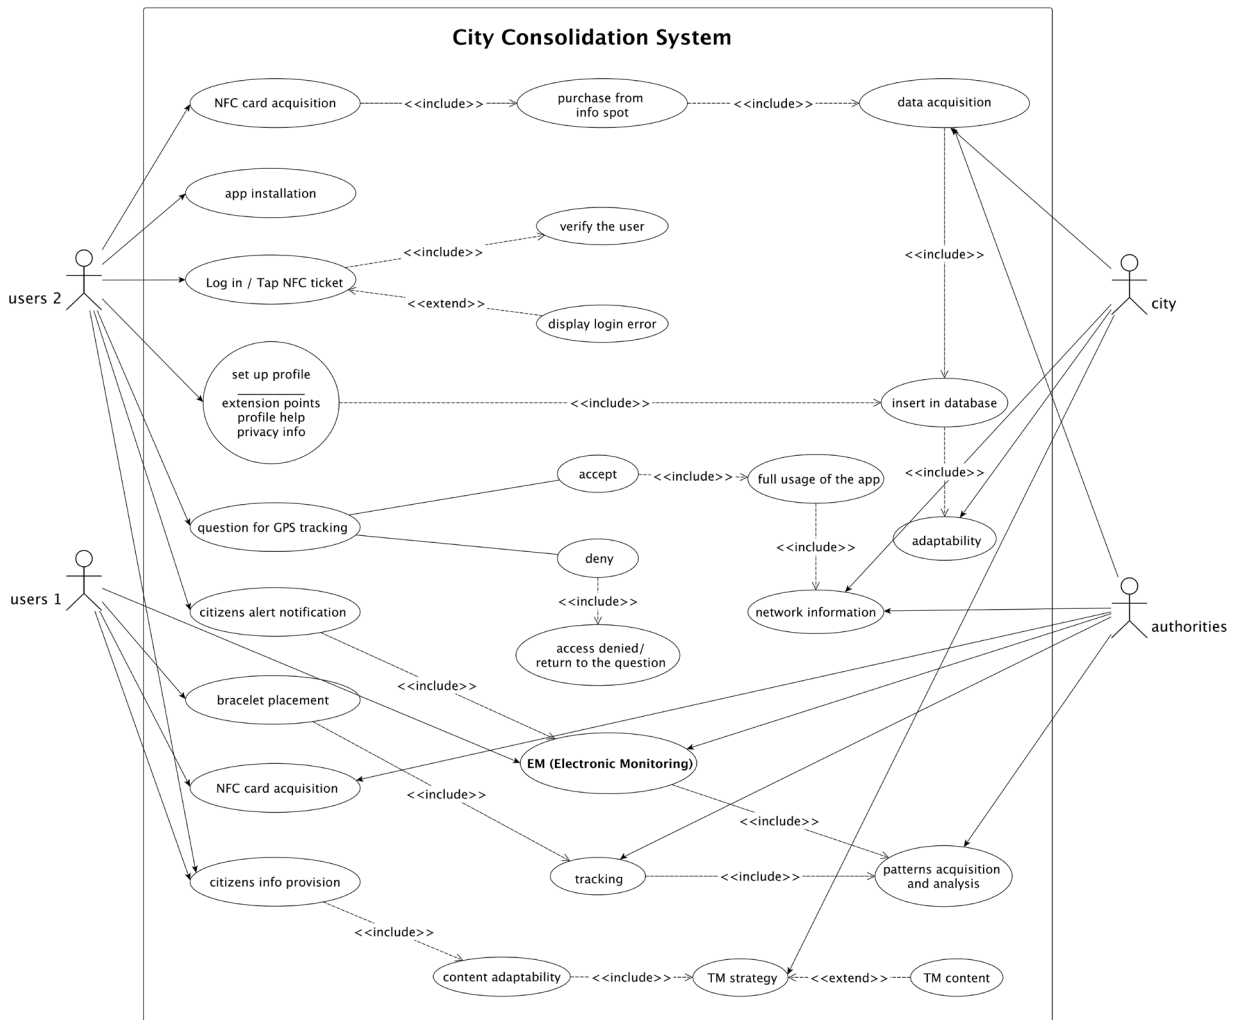 City Consolidation System
NFC card acquisition
<<include>>
purchase from
info spot
<<include>>
data acquisition
app installation
verify the user
<<include>>
<<include>>
Log in / Tap NFC ticket
users 2
<<extend>>
city
display login error
set up profile
extension points
profile help
privacy info
<<include>>
insert in database
accept
<<include>>
full usage of the app
<<include>>
question for GPS tracking
adaptability
deny
<<include>>
users 1
<<include>>
citizens alert notification
network information
authorities
access denied/
return to the question
<<include>>
bracelet placement
EM (Electronic Monitoring)
NFC card acquisition
<<include>>
<<include>>
citizens info provision
tracking
<<include>>
patterns acquisition
and analysis
<<include>>
content adaptability
<<include>>
TM strategy
<<extend>>
TM content